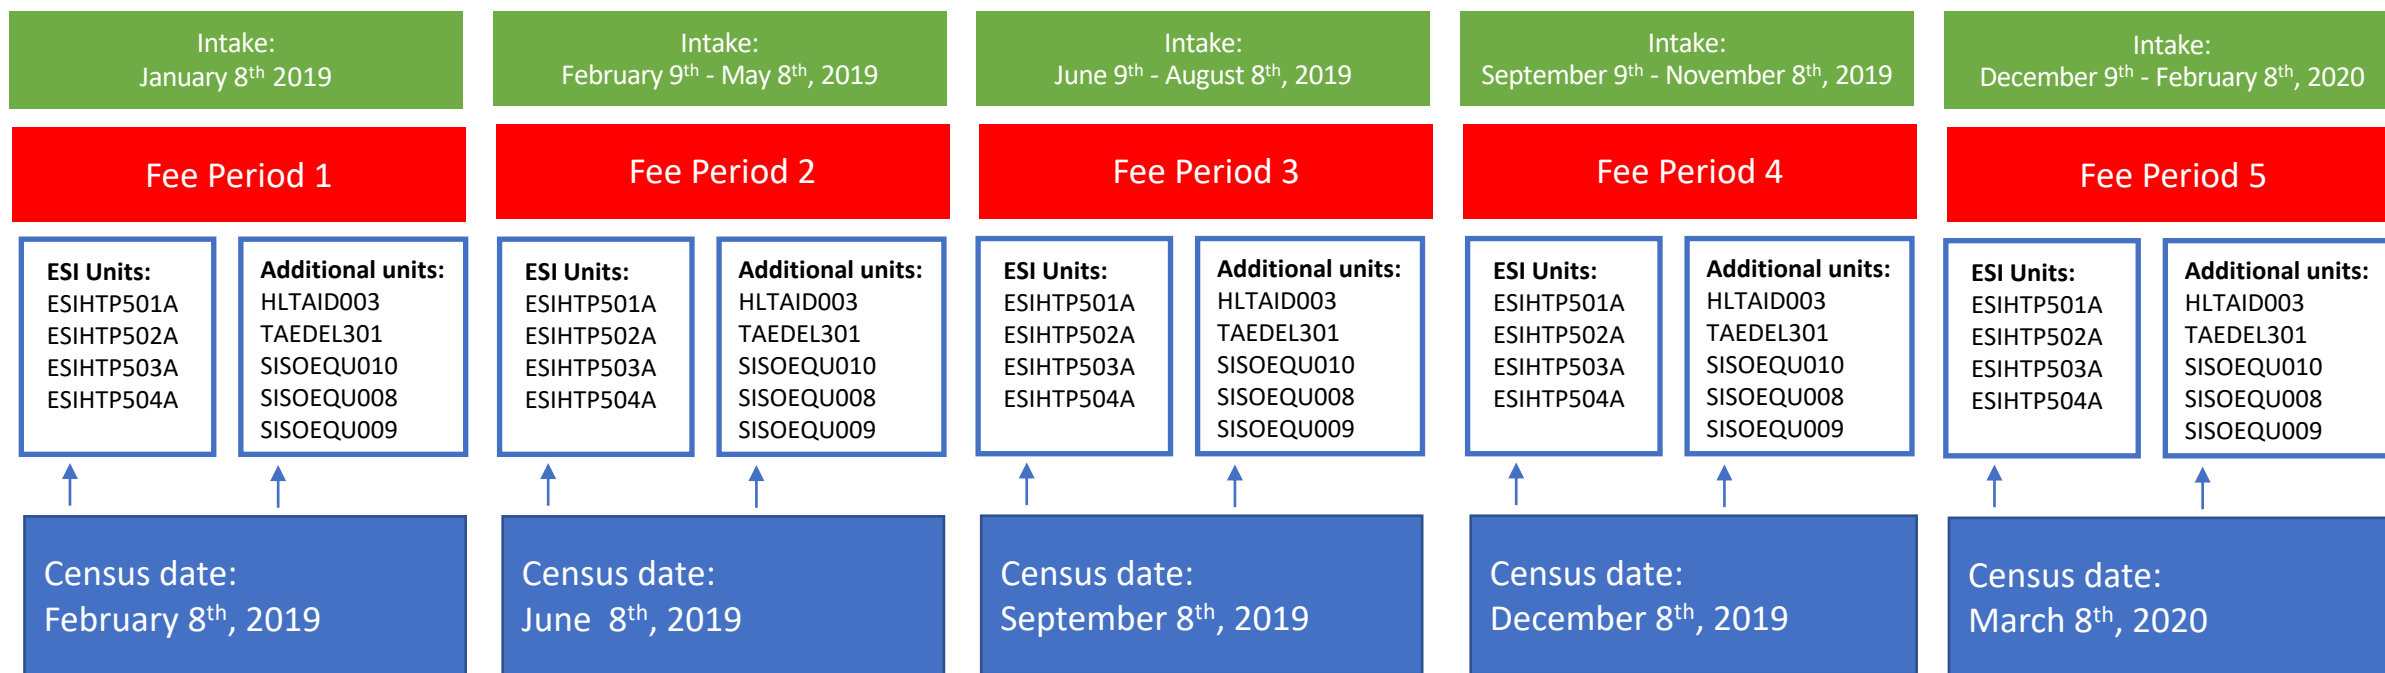 Intake:
January 8th 2019
Intake:
February 9th - May 8th, 2019
Intake:
June 9th - August 8th, 2019
Intake:
September 9th - November 8th, 2019
Intake:
December 9th - February 8th, 2020
Fee Period 1
Fee Period 2
Fee Period 3
Fee Period 4
Fee Period 5
ESI Units:
ESIHTP501A
ESIHTP502A
ESIHTP503A
ESIHTP504A
Additional units:
HLTAID003
TAEDEL301
SISOEQU010
SISOEQU008
SISOEQU009
ESI Units:
ESIHTP501A
ESIHTP502A
ESIHTP503A
ESIHTP504A
Additional units:
HLTAID003
TAEDEL301
SISOEQU010
SISOEQU008
SISOEQU009
ESI Units:
ESIHTP501A
ESIHTP502A
ESIHTP503A
ESIHTP504A
Additional units:
HLTAID003
TAEDEL301
SISOEQU010
SISOEQU008
SISOEQU009
ESI Units:
ESIHTP501A
ESIHTP502A
ESIHTP503A
ESIHTP504A
Additional units:
HLTAID003
TAEDEL301
SISOEQU010
SISOEQU008
SISOEQU009
ESI Units:
ESIHTP501A
ESIHTP502A
ESIHTP503A
ESIHTP504A
Additional units:
HLTAID003
TAEDEL301
SISOEQU010
SISOEQU008
SISOEQU009
Census date:
February 8th, 2019
Census date:
June 8th, 2019
Census date:
September 8th, 2019
Census date:
December 8th, 2019
Census date:
March 8th, 2020